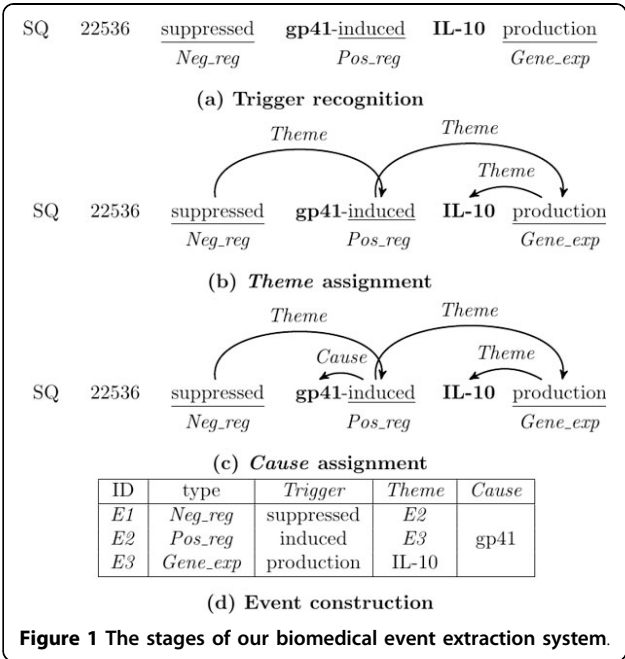 SQ 22536 suppressed gp41-induced IL-10 production
Neg_reg Pos_reg Gene_exp
(a) Trigger recognition
Theme Theme
Theme
SQ 22536 suppressed gp41-induced IL-10 production
Neg_reg Pos_reg Gene_exp
(b) Theme assignment
Theme Theme
Cause Theme
SQ 22536 suppressed gp41-induced IL-10 production
Neg_reg Pos_reg Gene_exp
(c) Cause assignment
ID type Trigger Theme Cause
E1 Neg_reg suppressed E2
E2 Pos_reg induced E3 gp41
E3 Gene_exp production IL-10
(d) Event construction
Figure 1 The stages of our biomedical event extraction system.